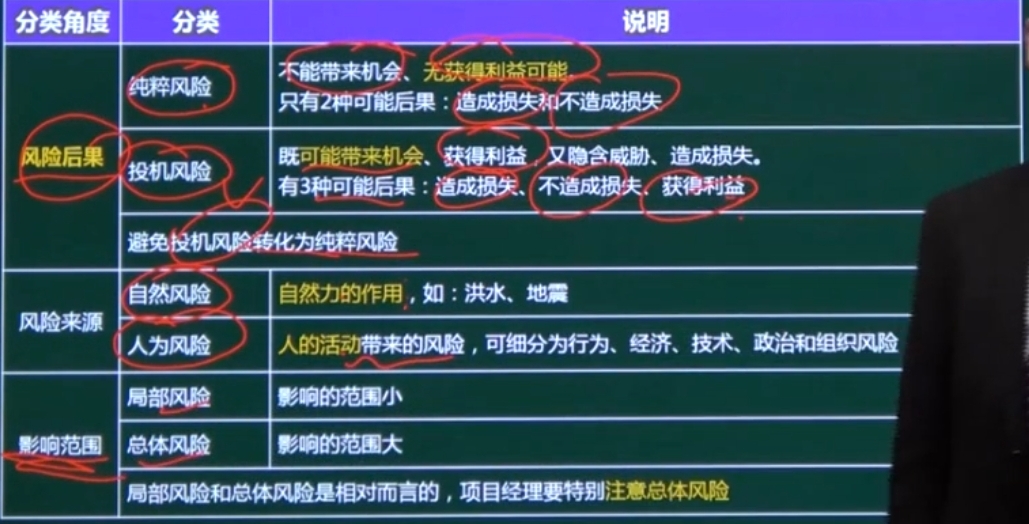 分类角度 分类 说明
风险后果
纯粹风险
不能带来机会、无获得利益可能。
只有2种可能后果：造成损失和不造成损失
投机风险
既可能带来机会、获得利益，又隐含威胁、造成损失。
有3种可能后果：造成损失、不造成损失、获得利益
避免投机风险转化为纯粹风险
风险来源
自然风险 自然力的作用，如：洪水、地震
人为风险 人的活动带来的风险，可细分为行为、经济、技术、政治和组织风险
影响范围
局部风险 影响的范围小
总体风险 影响的范围大
局部风险和总体风险是相对而言的，项目经理要特别注意总体风险